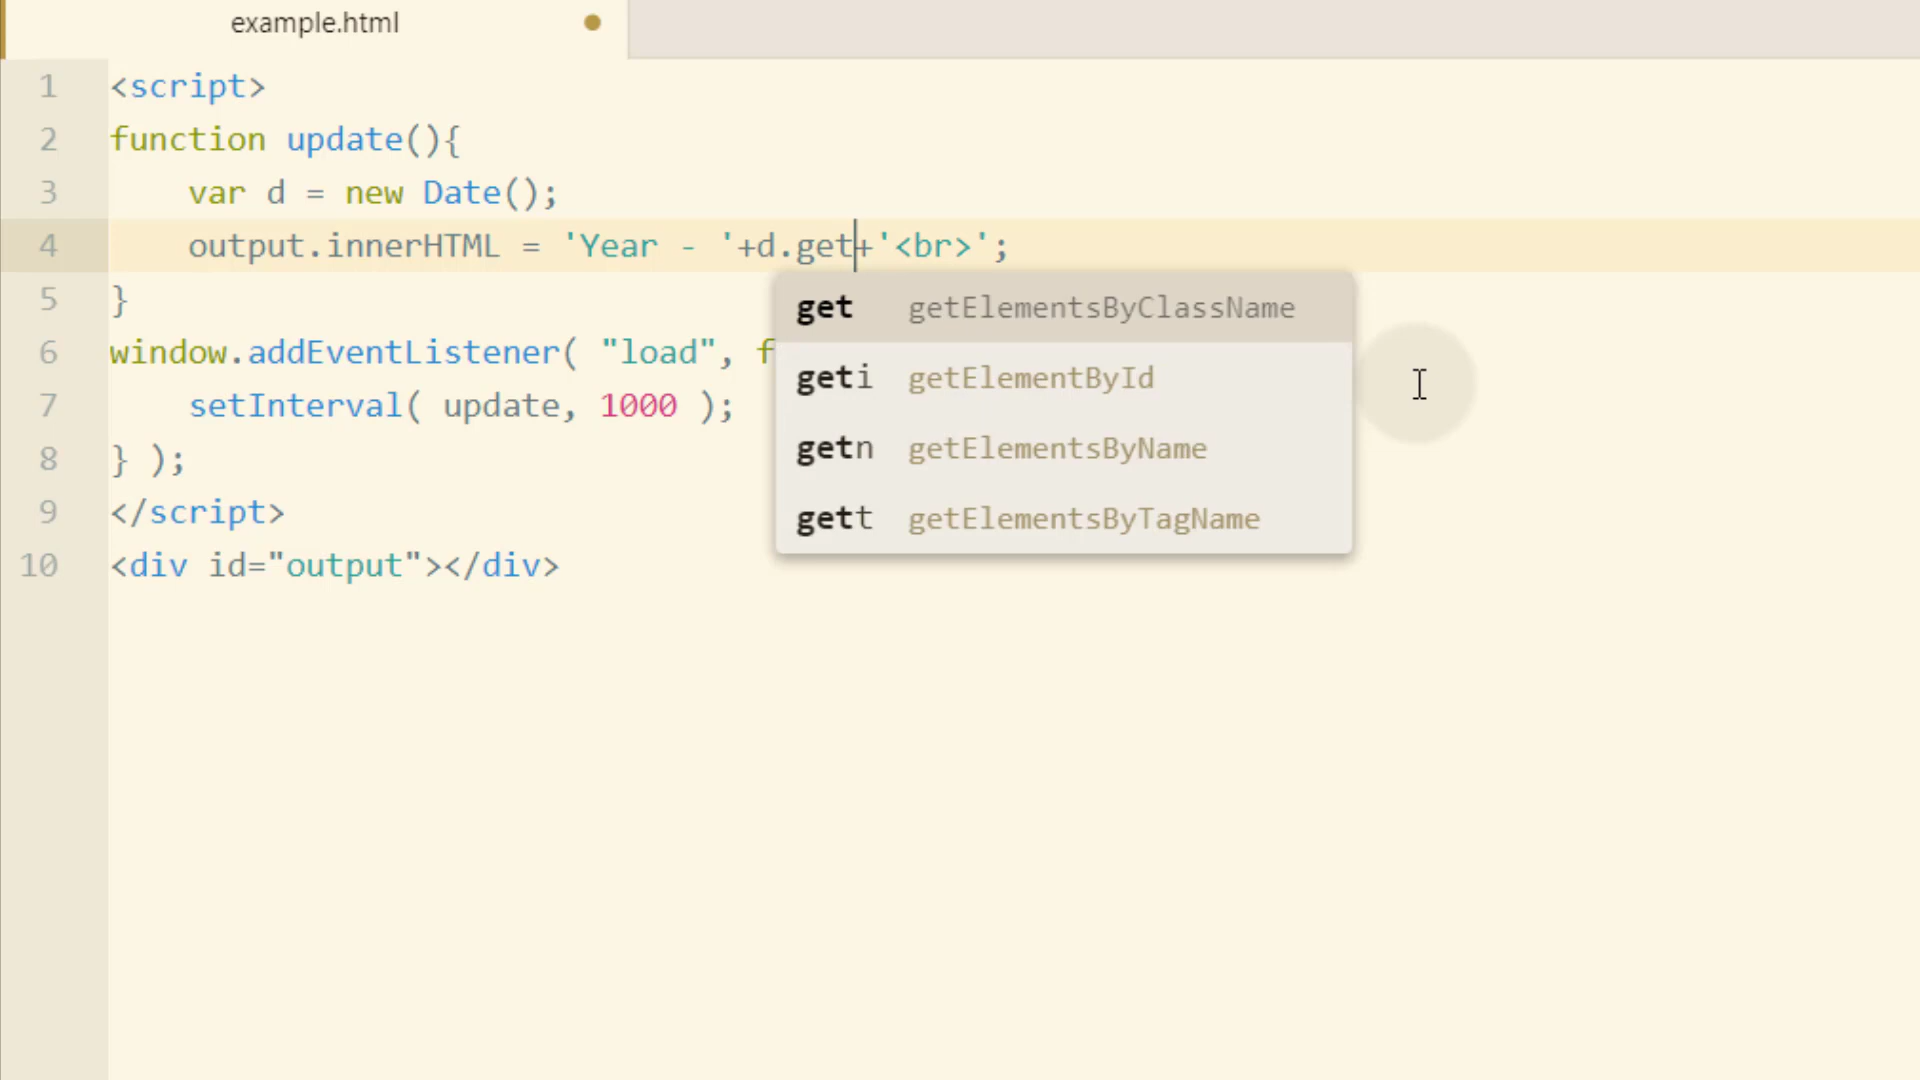 example.html
1 <script>
2 function update(){
3     var d = new Date();
4     output.innerHTML = 'Year - '+d.get+'<br>';
get getElementsByClassName
5 }
6 window.addEventListener( "load", f
geti getElementById
7     setInterval( update, 1000 );
getn getElementsByName
8 } );
gett getElementsByTagName
9 </script>
10 <div id="output"></div>